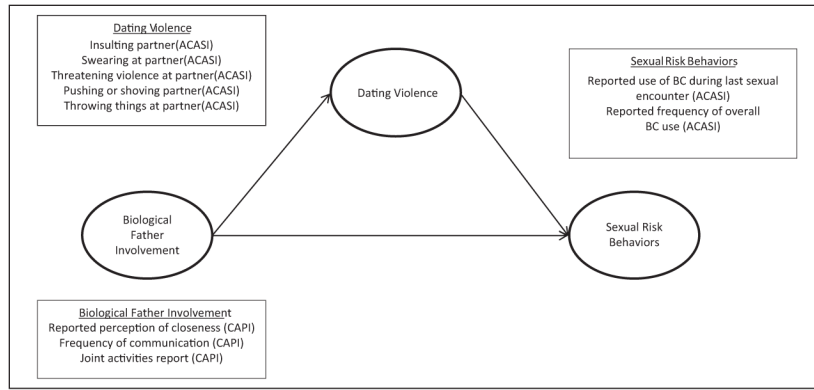 Dating Violence
Insulting partner(ACASI)
Swearing at partner(ACASI)
Threatening violence at partner(ACASI)
Pushing or shoving partner(ACASI)
Throwing things at partner(ACASI)
Dating Violence
Sexual Risk Behaviors
Reported use of BC during last sexual
encounter (ACASI)
Reported frequency of overall
BC use (ACASI)
Biological
Father
Involvement
Sexual Risk
Behaviors
Biological Father Involvement
Reported perception of closeness (CAPI)
Frequency of communication (CAPI)
Joint activities report (CAPI)